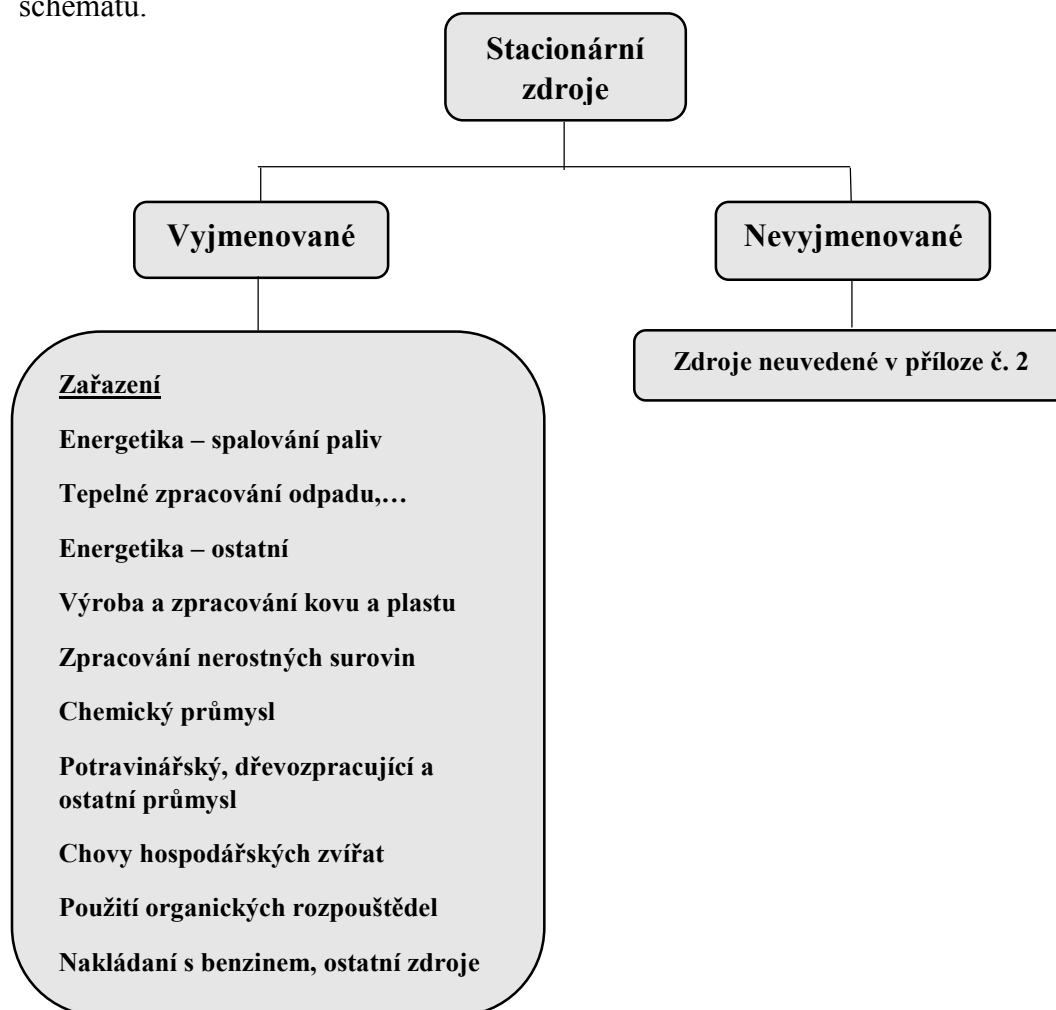 schématu.
Stacionární
zdroje
Vyjmenované
Nevyjmenované
Zdroje neuvedené v příloze č. 2
Zařazení
Energetika – spalování paliv
Tepelné zpracování odpadu,…
Energetika – ostatní
Výroba a zpracování kovu a plastu
Zpracování nerostných surovin
Chemický průmysl
Potravinářský, dřevozpracující a
ostatní průmysl
Chovy hospodářských zvířat
Použití organických rozpouštědel
Nakládaní s benzinem, ostatní zdroje